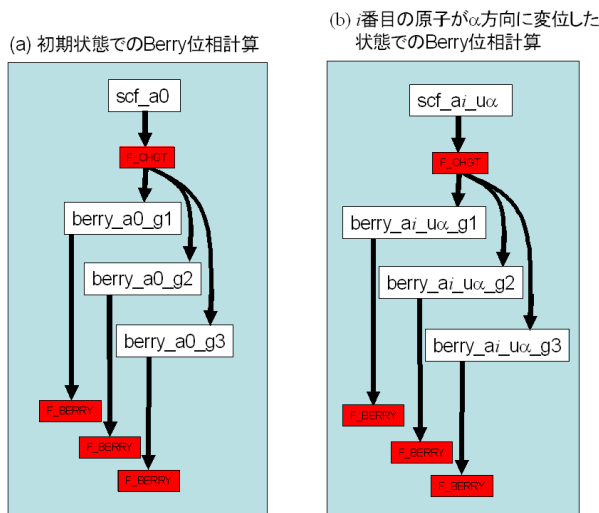 (a) 初期状態でのBerry位相計算
scf_a0
F_CHGT
berry_a0_g1
berry_a0_g2
berry_a0_g3
F_BERRY
F_BERRY
F_BERRY
(b) i番目の原子がα方向に変位した
状態でのBerry位相計算
scf_ai_uα
F_CHGT
berry_ai_uα_g1
berry_ai_uα_g2
berry_ai_uα_g3
F_BERRY
F_BERRY
F_BERRY